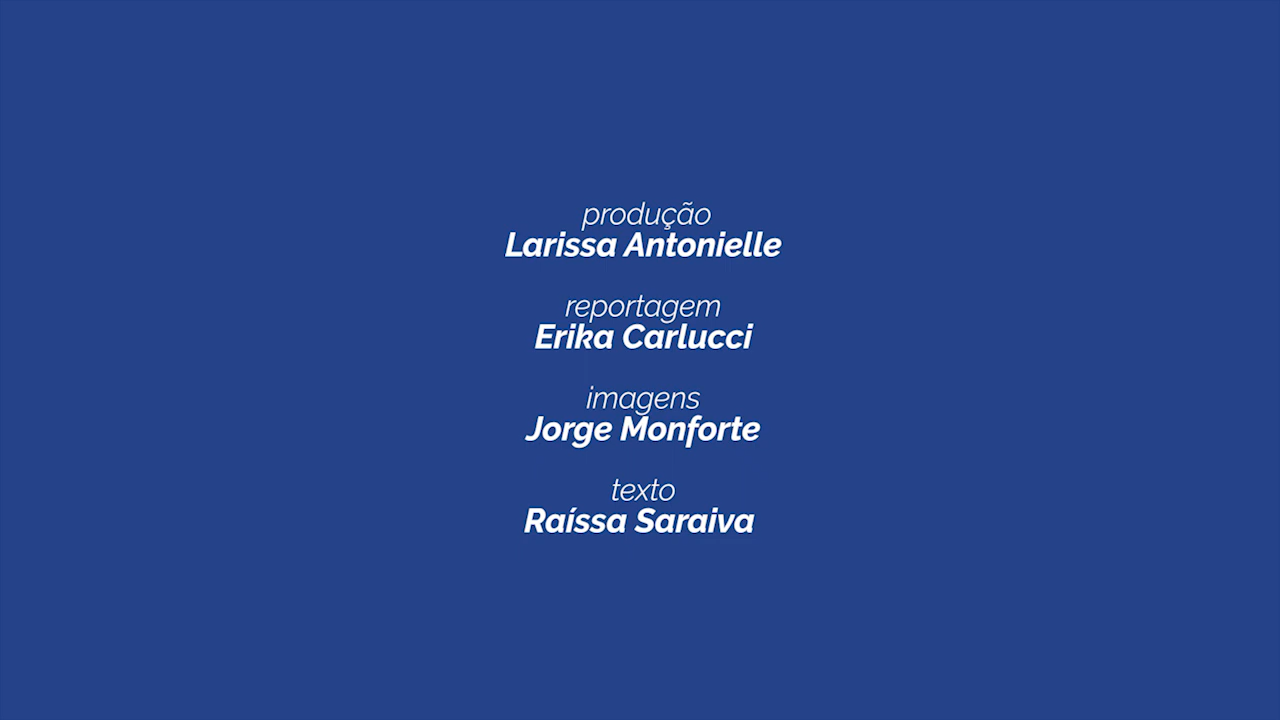 produção
Larissa Antonielle
reportagem
Erika Carlucci
imagens
Jorge Monforte
texto
Raíssa Saraiva